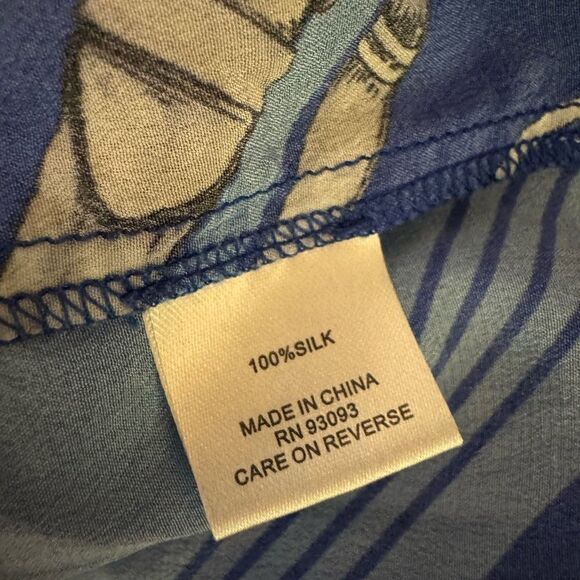 100%SILK
MADE IN CHINA
RN 93093
CARE ON REVERSE